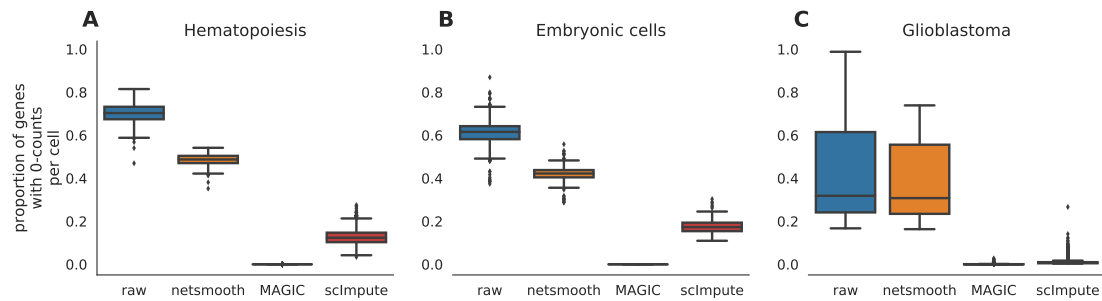 A
Hematopoiesis
proportion of genes
with 0-counts
per cell
1.0
0.8
0.6
0.4
0.2
0.0
raw netsmooth MAGIC scImpute
B
Embryonic cells
1.0
0.8
0.6
0.4
0.2
0.0
raw netsmooth MAGIC scImpute
C
Glioblastoma
1.0
0.8
0.6
0.4
0.2
0.0
raw netsmooth MAGIC scImpute